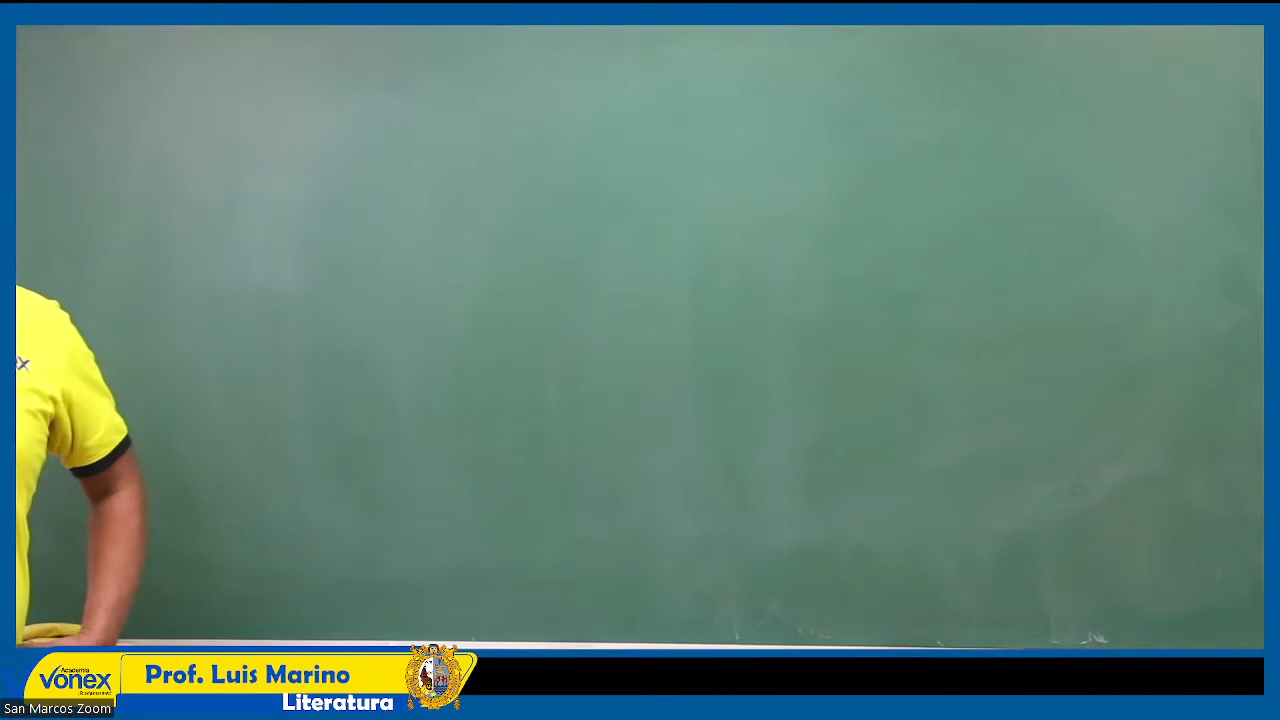 x
Academia
vonex
Prof. Luis Marino
Literatura
San Marcos Zoom